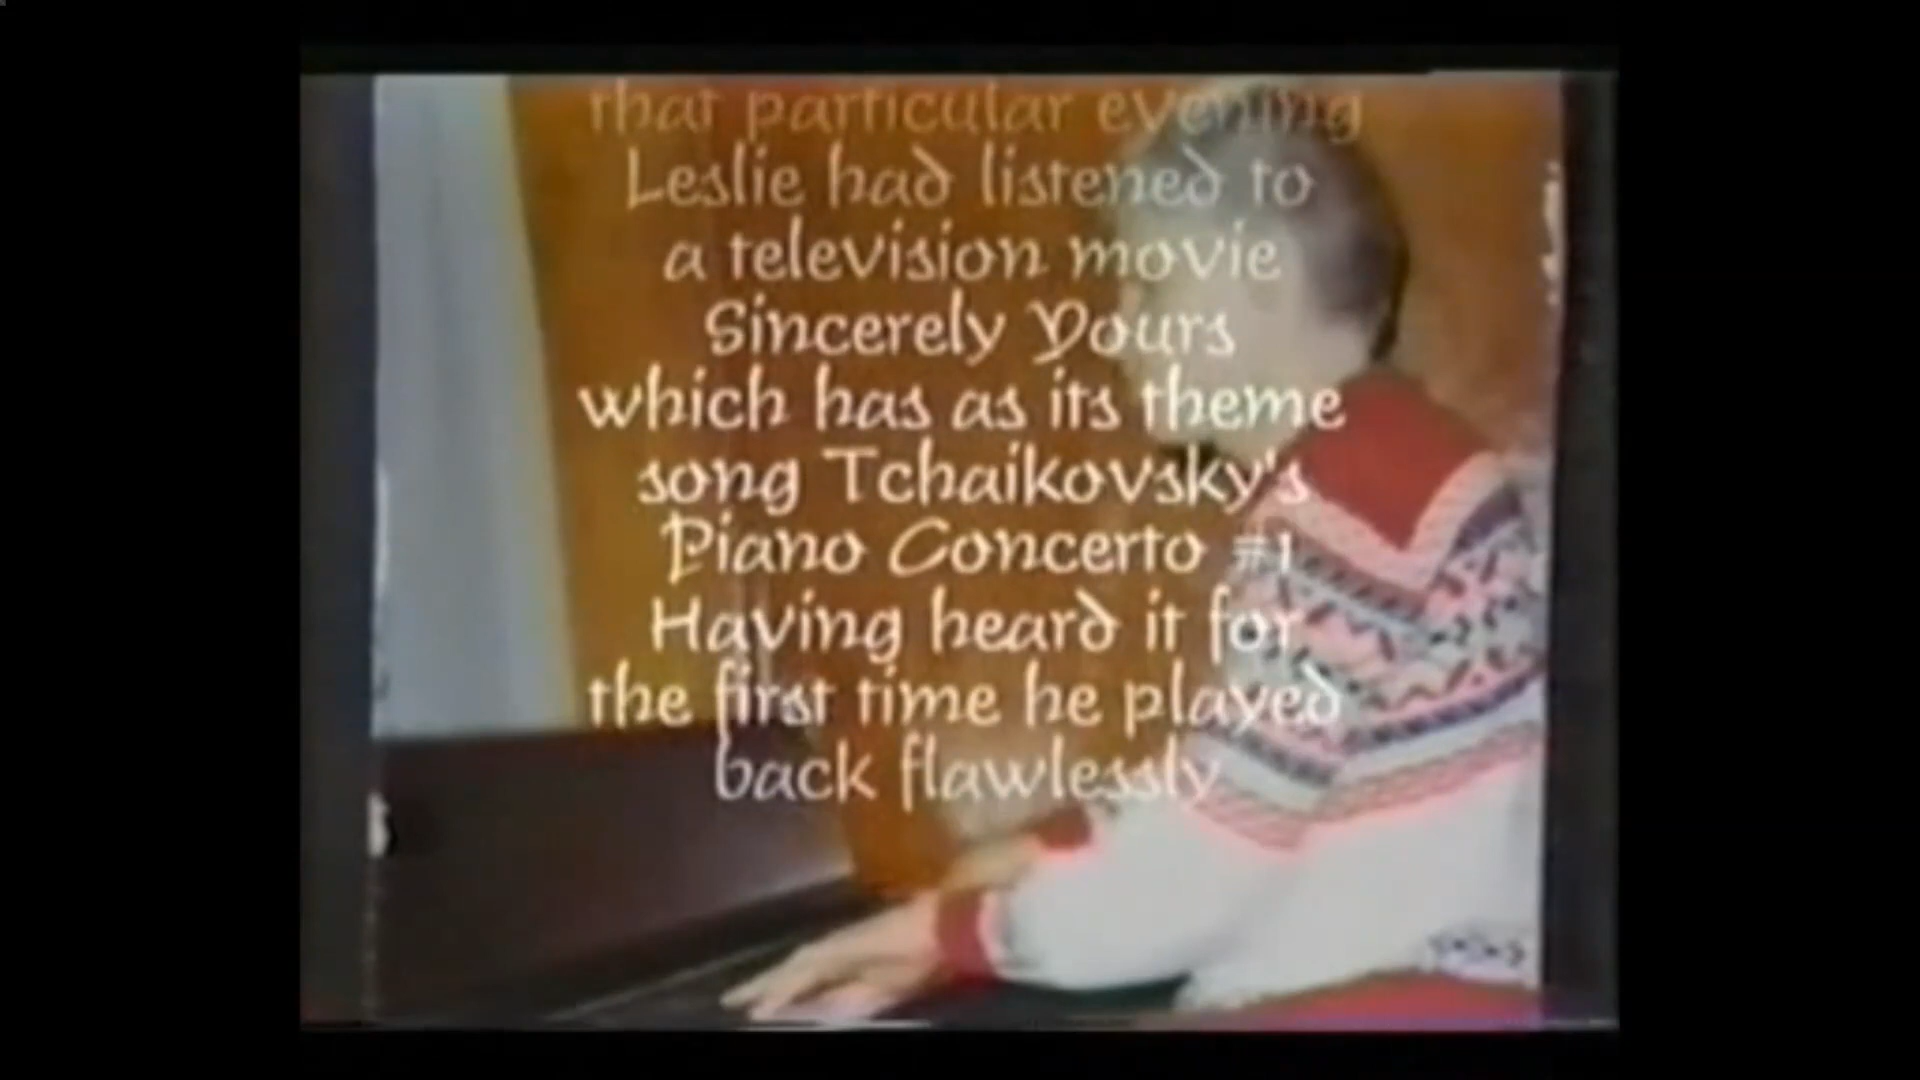 that particular evening
Leslie had listened to
a television movie
Sincerely Yours
which has as its theme
song Tchaikovsky's
Piano Concerto #1
Having heard it for
the first time he played
back flawlessly